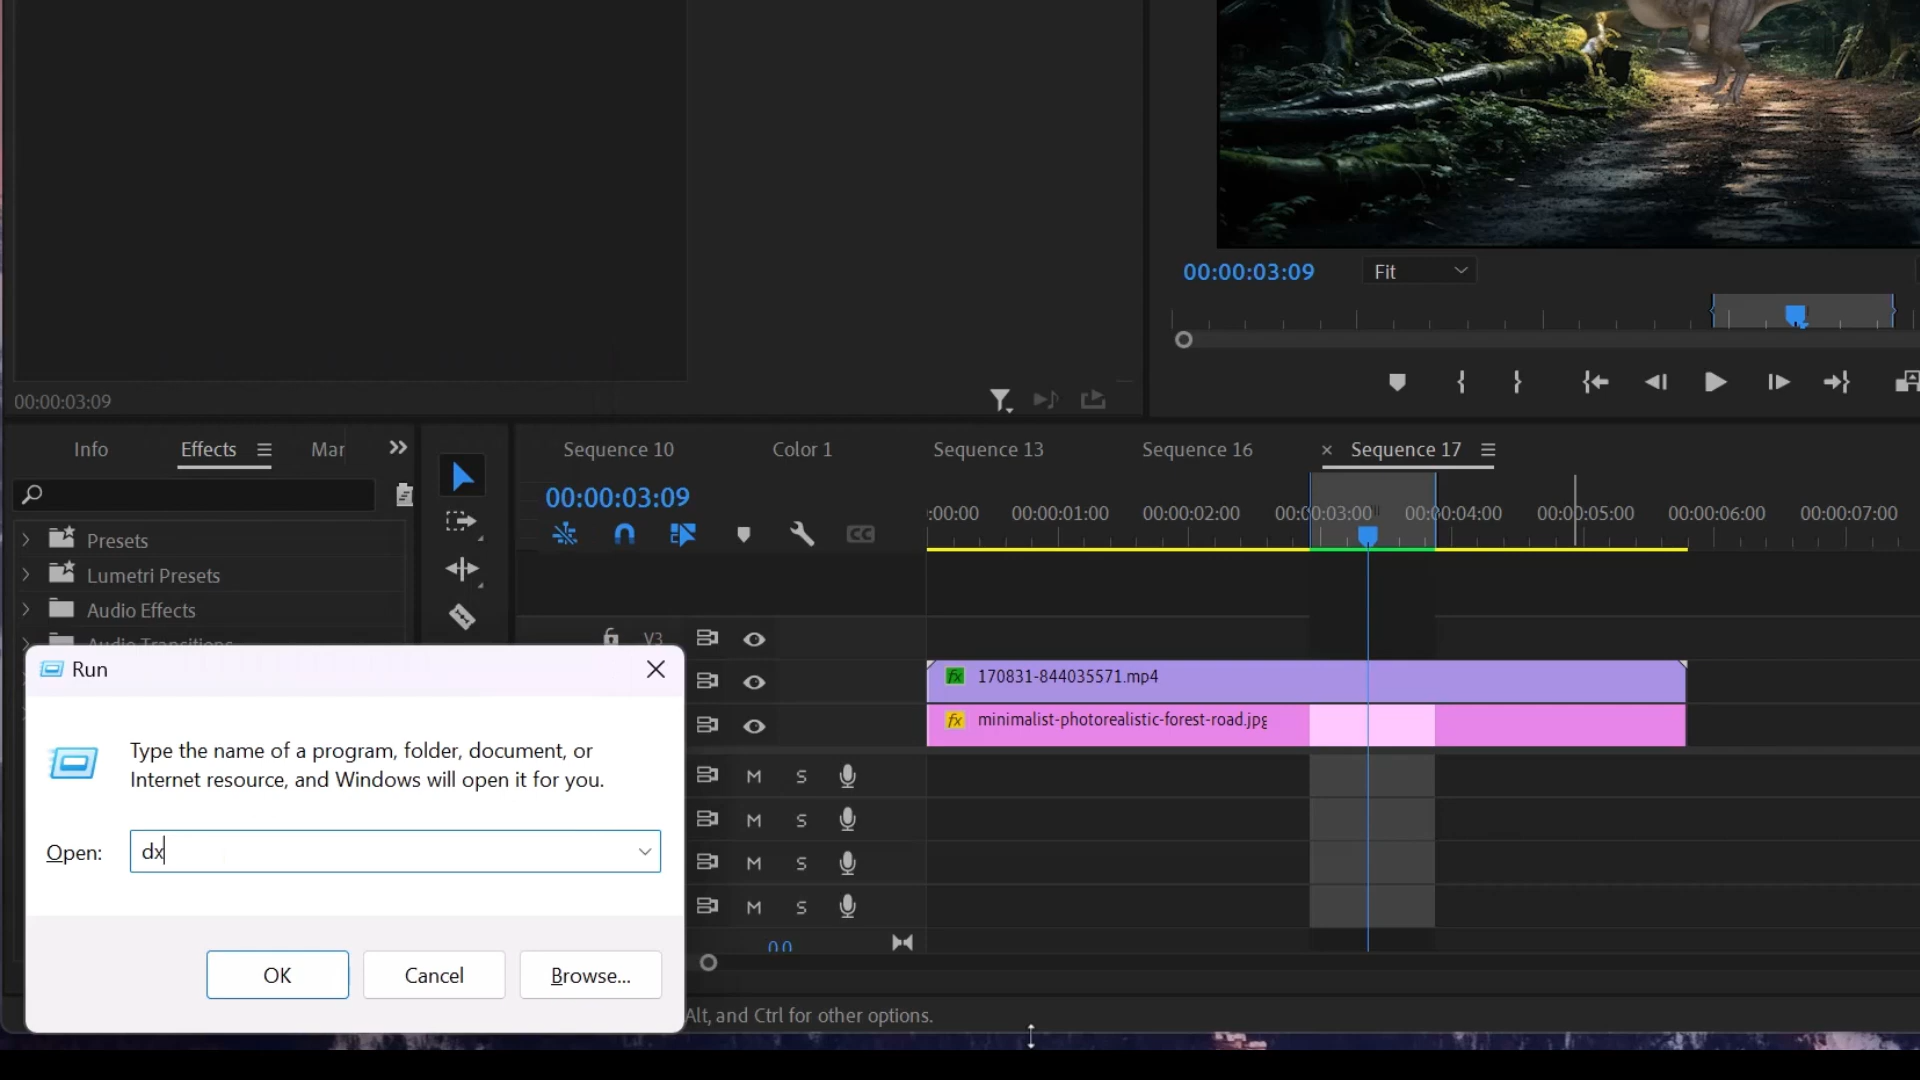 00:00:03:09
Fit
00:00:03:09
Info
Effects
Mar
Sequence 10
Color 1
Sequence 13
Sequence 16
Sequence 17
00:00:03:09
:00:00
00:00:01:00
00:00:02:00
00:00:03:00
00:00:04:00
00:00:05:00
00:00:06:00
00:00:07:00
CC
Presets
Lumetri Presets
Audio Effects
Audio Transitions
V3
fx 170831-844035571.mp4
fx minimalist-photorealistic-forest-road.jpg
M S
M S
M S
M S
0.0
Run
Type the name of a program, folder, document, or
Internet resource, and Windows will open it for you.
Open:
dx
OK
Cancel
Browse...
Alt, and Ctrl for other options.